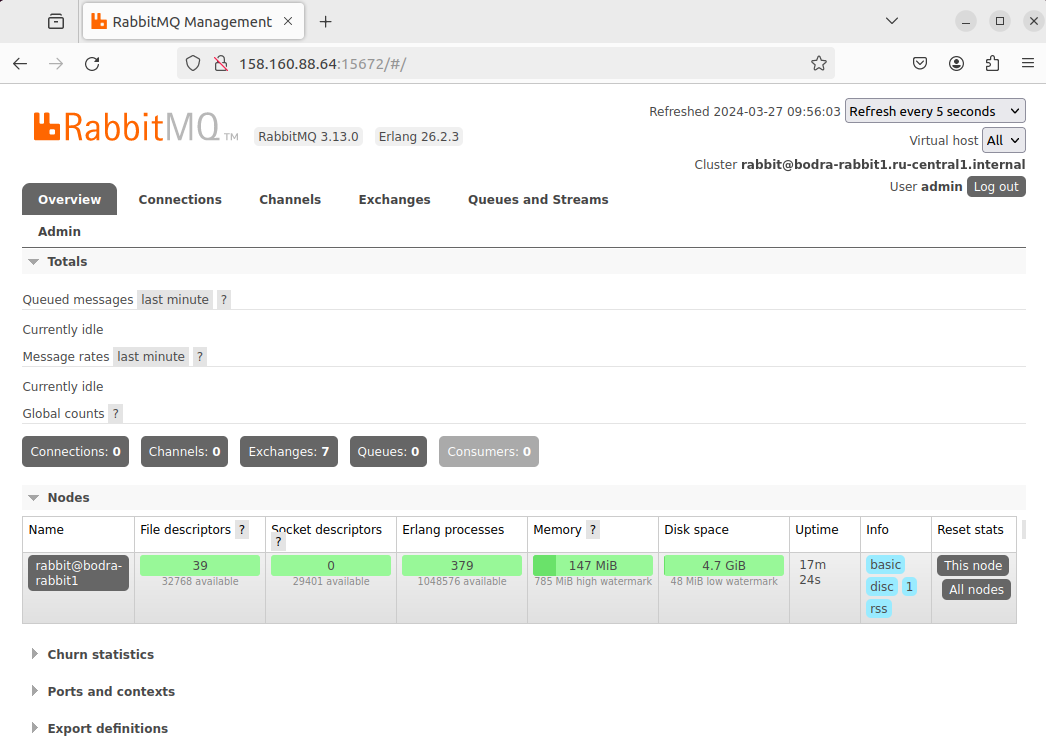 RabbitMQ Management
158.160.88.64:15672/#/
RabbitMQ TM RabbitMQ 3.13.0 Erlang 26.2.3
Refreshed 2024-03-27 09:56:03 Refresh every 5 seconds
Virtual host All
Cluster rabbit@bodra-rabbit1.ru-central1.internal
User admin Log out
Overview Connections Channels Exchanges Queues and Streams
Admin
Totals
Queued messages last minute ?
Currently idle
Message rates last minute ?
Currently idle
Global counts ?
Connections: 0 Channels: 0 Exchanges: 7 Queues: 0 Consumers: 0
Nodes
Name File descriptors ? Socket descriptors ? Erlang processes Memory ? Disk space Uptime Info Reset stats
rabbit@bodra-
rabbit1
39
32768 available
0
29401 available
379
1048576 available
147 MiB
785 MiB high watermark
4.7 GiB
48 MiB low watermark
17m
24s
basic
disc 1
rss
This node
All nodes
Churn statistics
Ports and contexts
Export definitions